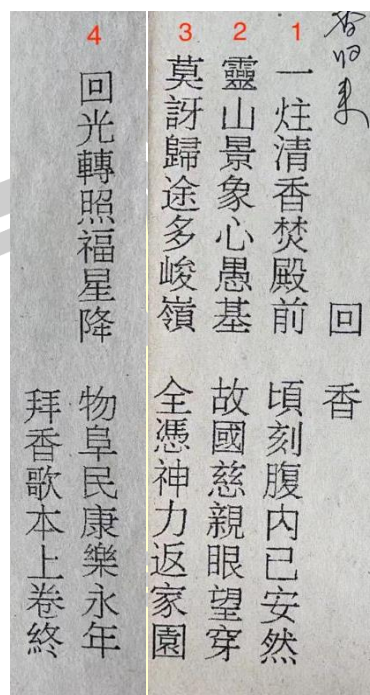 回香
1
一炷清香焚殿前 頃刻腹內已安然
2
靈山景象心愚基 故國慈親眼望穿
3
莫訝歸途多峻嶺 全憑神力返家園
4
回光轉照福星降 物阜民康樂永年
拜香歌本上卷終